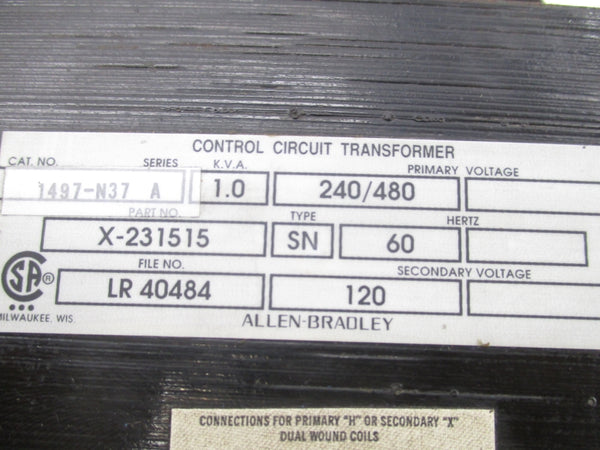 CONTROL CIRCUIT TRANSFORMER
CAT. NO. SERIES K.V.A. PRIMARY VOLTAGE
1497-N37 A 1.0 240/480
PART NO. TYPE HERTZ
X-231515 SN 60
FILE NO. SECONDARY VOLTAGE
SA ® LR 40484 120
MILWAUKEE, WIS. ALLEN-BRADLEY
CONNECTIONS FOR PRIMARY "H" OR SECONDARY "X"
DUAL WOUND COILS